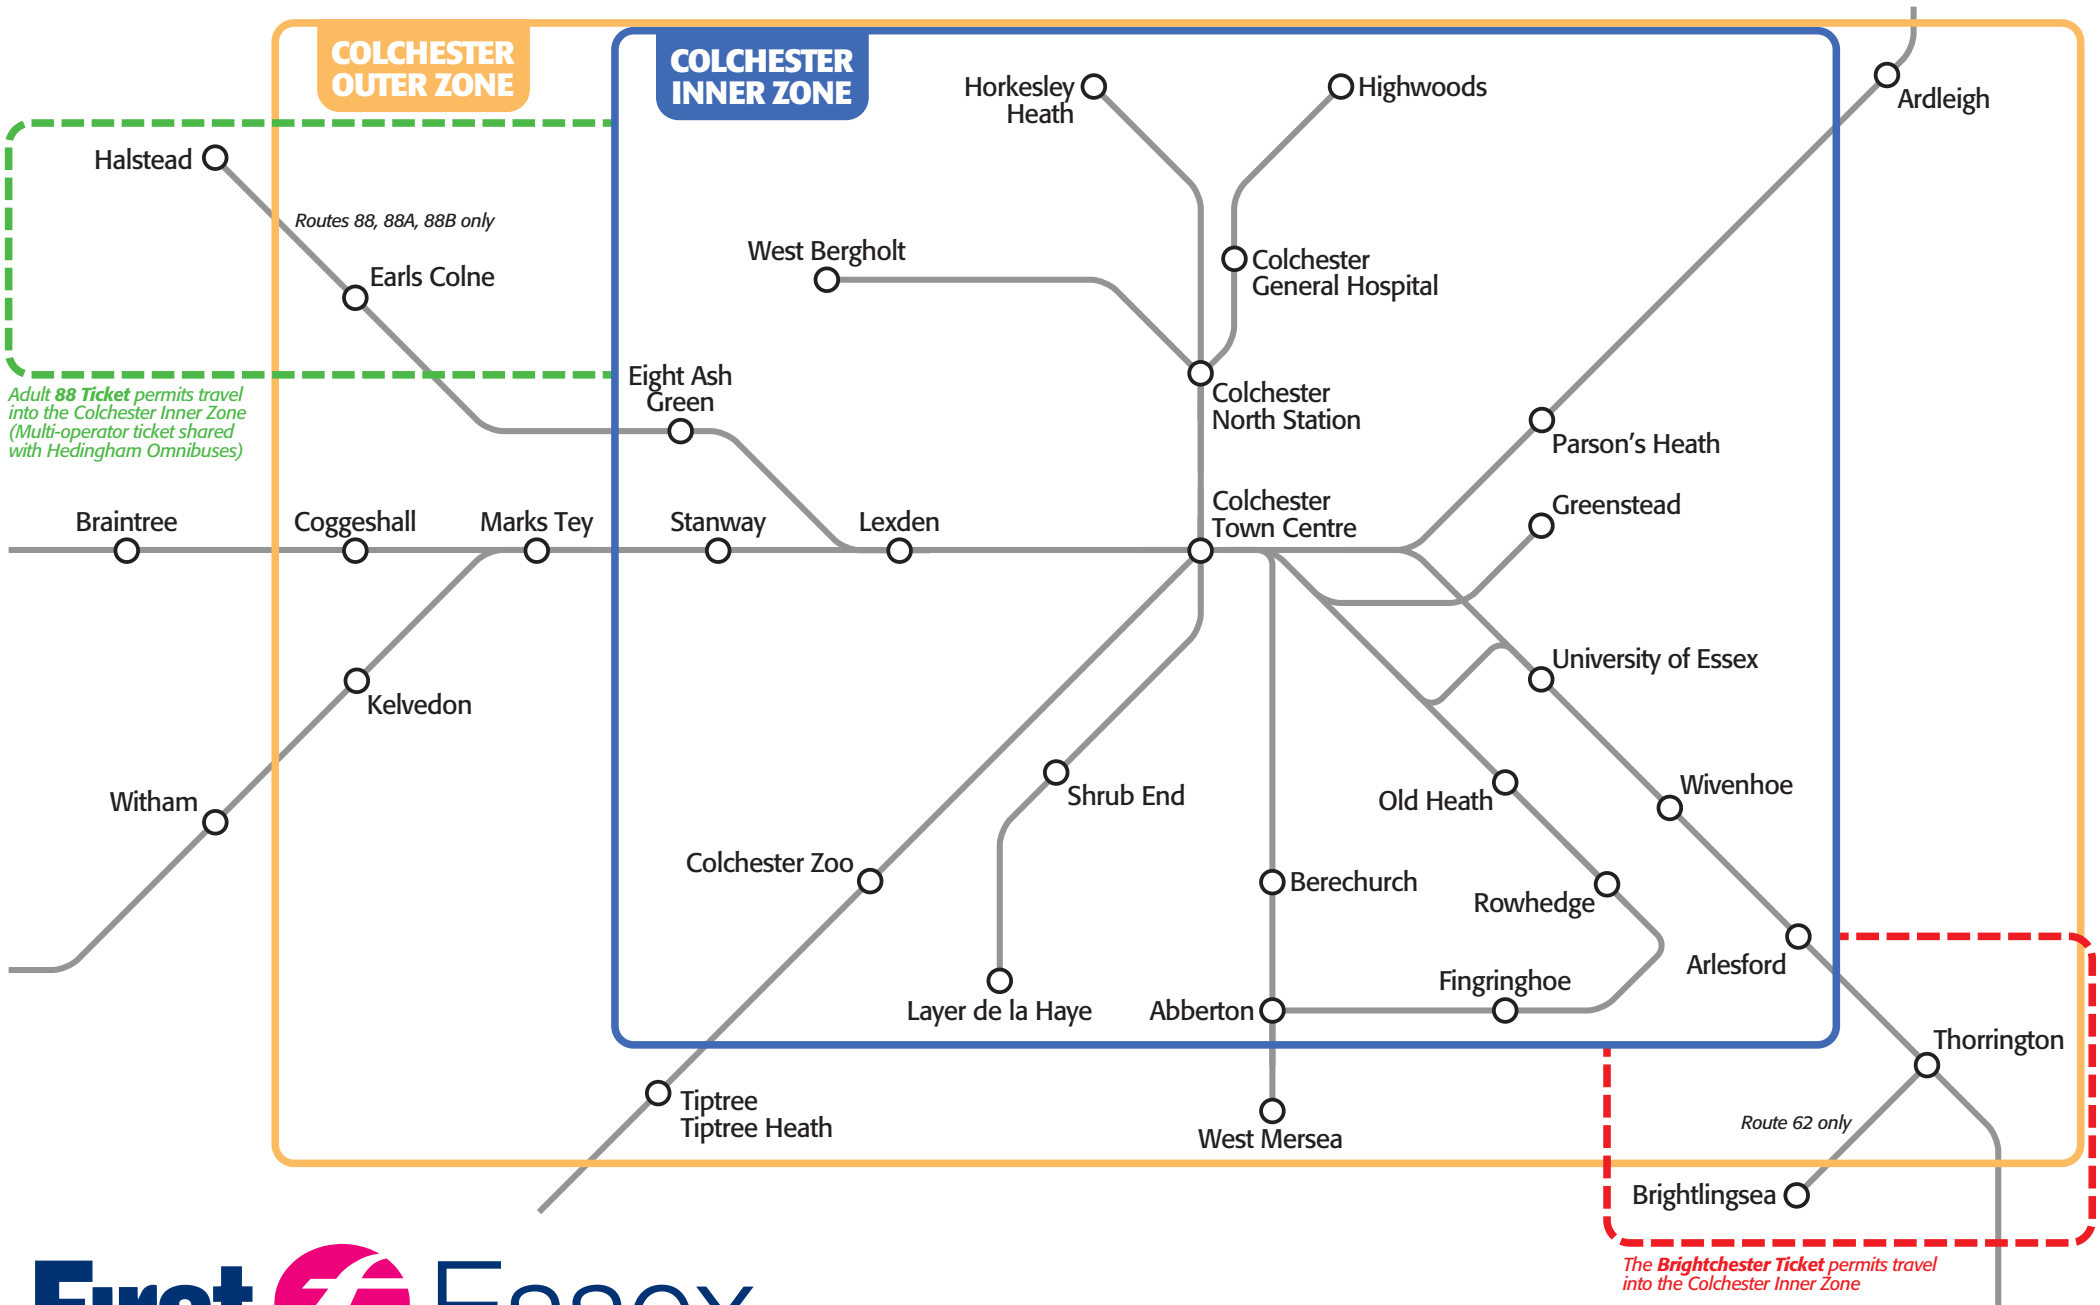 COLCHESTER
OUTER ZONE
COLCHESTER
INNER ZONE
Horkesley
Heath
Highwoods
Ardleigh
Halstead
Routes 88, 88A, 88B only
West Bergholt
Colchester
General Hospital
Earls Colne
Adult 88 Ticket permits travel
into the Colchester Inner Zone
(Multi-operator ticket shared
with Hedingham Omnibuses)
Eight Ash
Green
Colchester
North Station
Parson's Heath
Braintree
Coggeshall
Marks Tey
Stanway
Lexden
Colchester
Town Centre
Greenstead
Kelvedon
University of Essex
Witham
Shrub End
Old Heath
Wivenhoe
Colchester Zoo
Berechurch
Rowhedge
Arlesford
Layer de la Haye
Abberton
Fingringhoe
Thorrington
Tiptree
Tiptree Heath
West Mersea
Route 62 only
Brightlingsea
The Brightchester Ticket permits travel
into the Colchester Inner Zone
First Essex